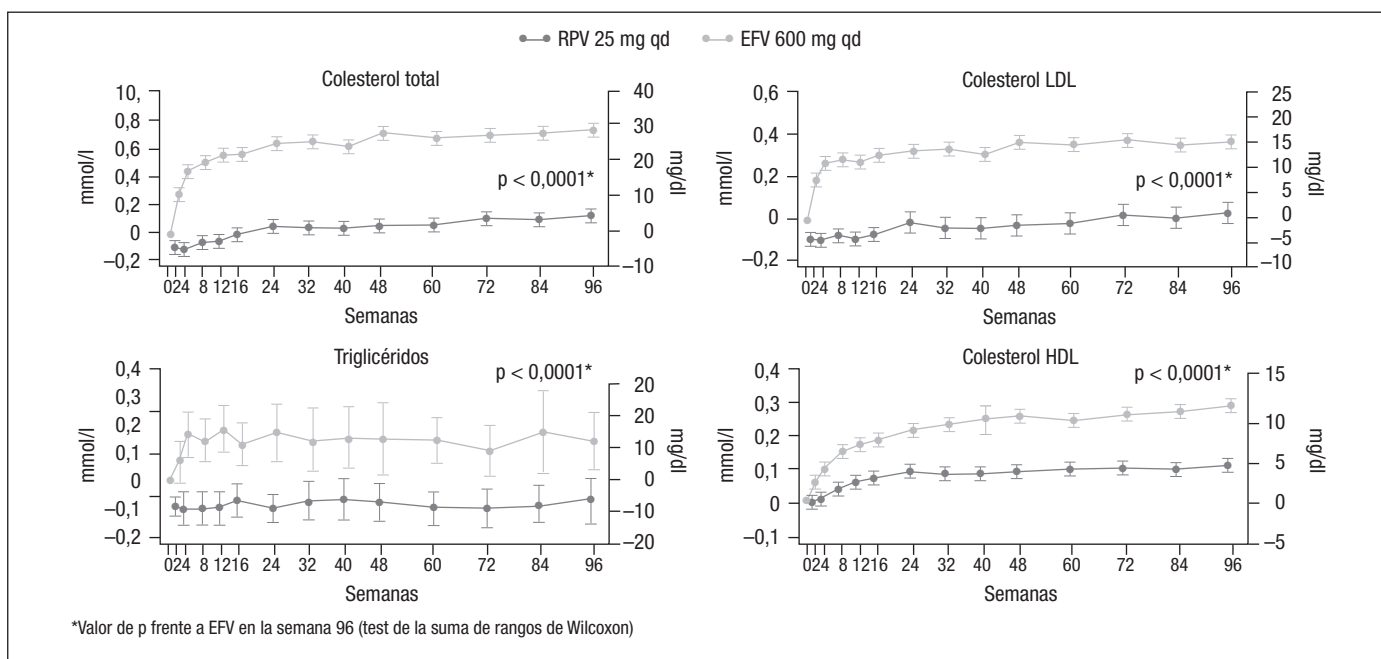 RPV 25 mg qd EFV 600 mg qd
Colesterol total
10,
0,8
0,6
0,4
0,2
0
–0,2
mmol/l
40
30
20
10
0
–10
mg/dl
p < 0,0001*
0 2 4 8 12 16 24 32 40 48 60 72 84 96
Semanas
Colesterol LDL
0,6
0,4
0,2
0
–0,2
mmol/l
25
20
15
10
5
0
–5
–10
mg/dl
p < 0,0001*
0 2 4 8 12 16 24 32 40 48 60 72 84 96
Semanas
Triglicéridos
0,4
0,3
0,2
0,1
0
–0,1
–0,2
mmol/l
20
20
10
0
–10
–20
mg/dl
p < 0,0001*
0 2 4 8 12 16 24 32 40 48 60 72 84 96
Semanas
Colesterol HDL
0,4
0,3
0,2
0,1
0
–0,1
mmol/l
15
10
5
0
–5
mg/dl
p < 0,0001*
0 2 4 8 12 16 24 32 40 48 60 72 84 96
Semanas
*Valor de p frente a EFV en la semana 96 (test de la suma de rangos de Wilcoxon)